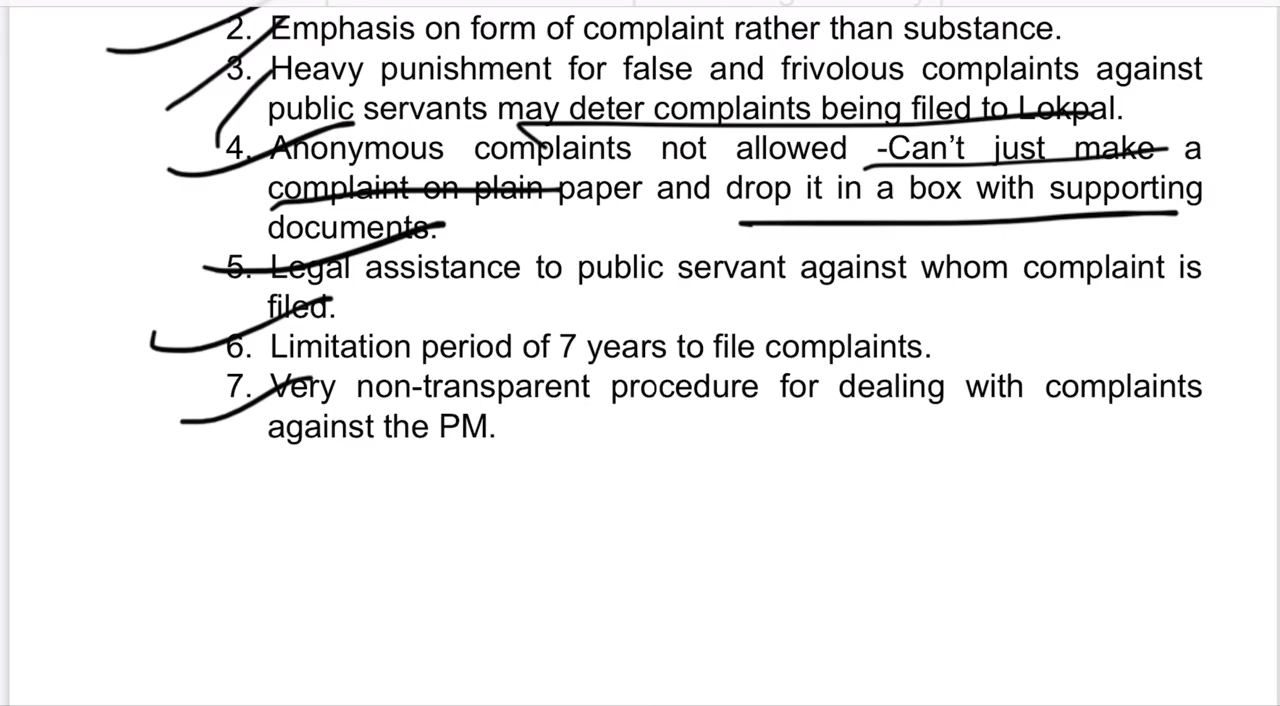 2. Emphasis on form of complaint rather than substance.
3. Heavy punishment for false and frivolous complaints against
public servants may deter complaints being filed to Lokpal.
4. Anonymous complaints not allowed -Can't just make a
complaint on plain paper and drop it in a box with supporting
documents.
5. Legal assistance to public servant against whom complaint is
filed.
6. Limitation period of 7 years to file complaints.
7. Very non-transparent procedure for dealing with complaints
against the PM.